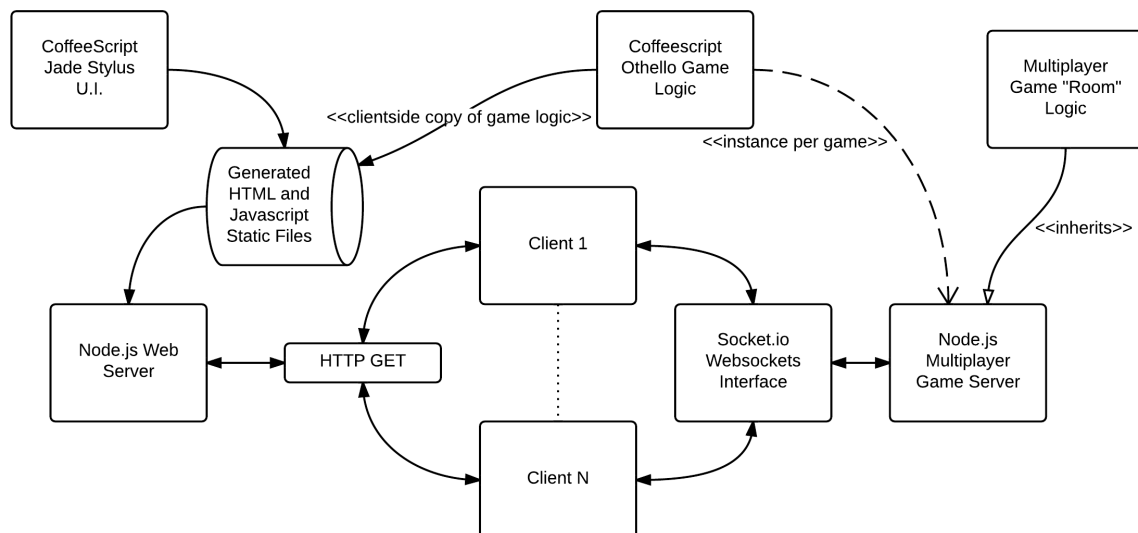 CoffeeScript
Jade Stylus
U.I.
Coffeescript
Othello Game
Logic
Multiplayer
Game "Room"
Logic
<<clientside copy of game logic>>
<<instance per game>>
Generated
HTML and
Javascript
Static Files
<<inherits>>
Client 1
Node.js Web
Server
HTTP GET
Socket.io
Websockets
Interface
Node.js
Multiplayer
Game Server
Client N